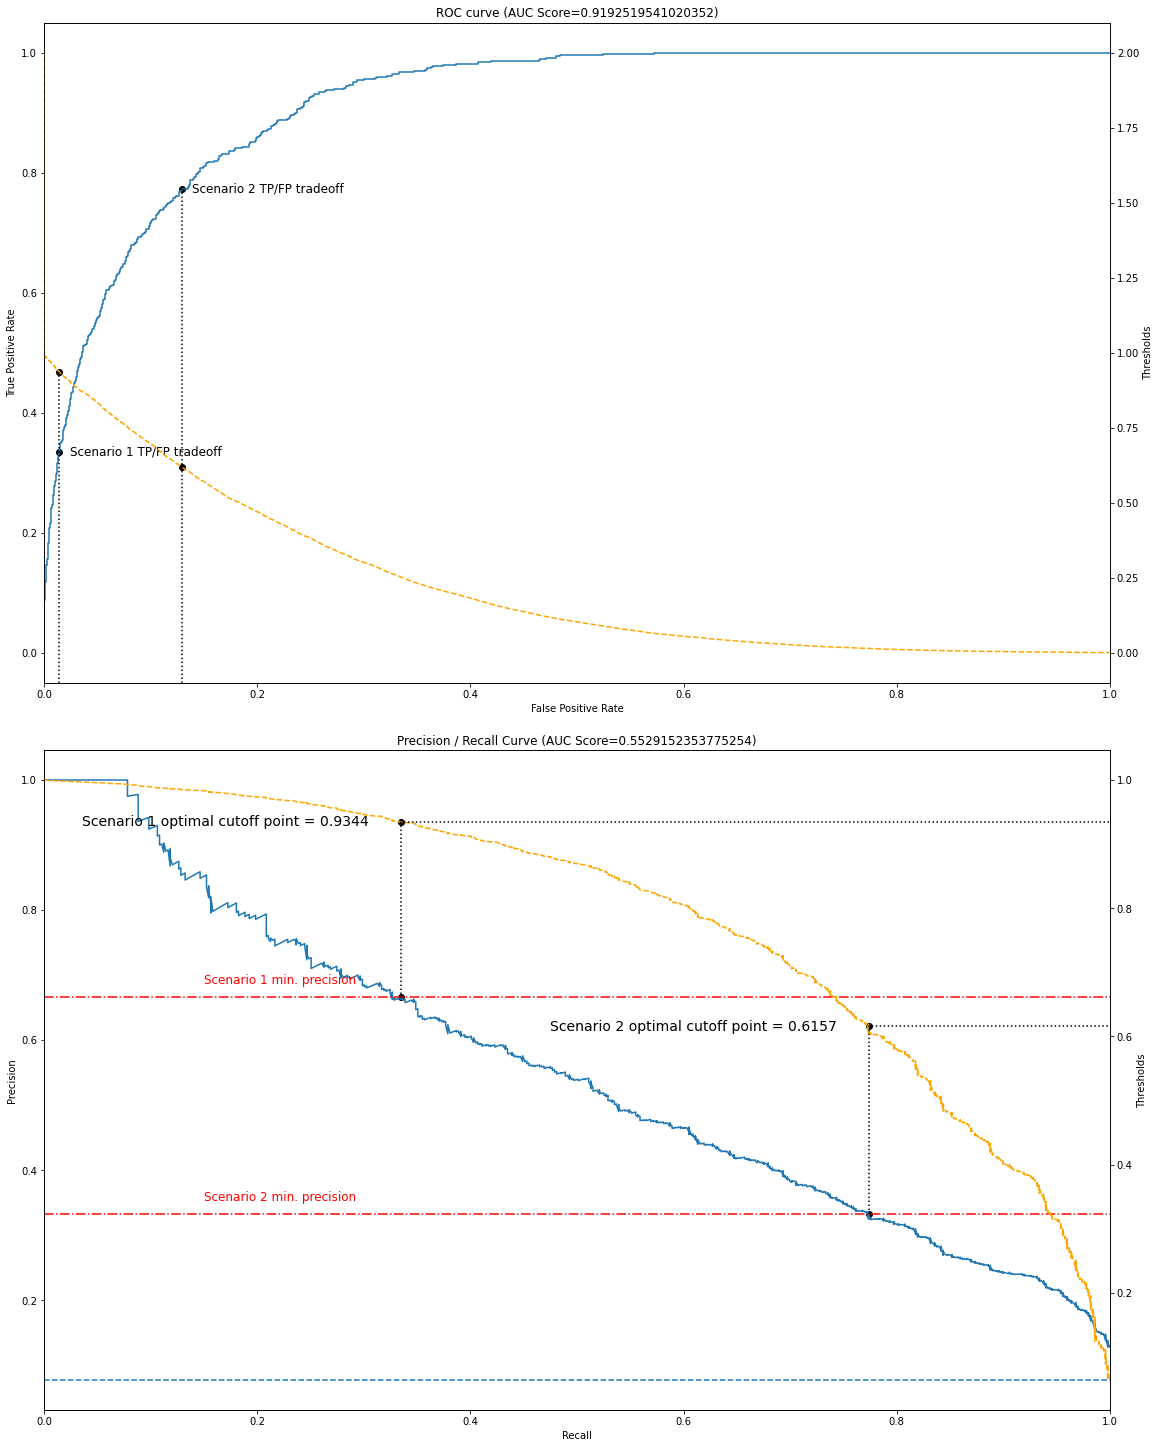 ROC curve (AUC Score=0.9192519541020352)
1.0
0.8
0.6
0.4
0.2
0.0
True Positive Rate
2.00
1.75
1.50
1.25
1.00
0.75
0.50
0.25
0.00
Thresholds
Scenario 2 TP/FP tradeoff
Scenario 1 TP/FP tradeoff
0.0 0.2 0.4 0.6 0.8 1.0
False Positive Rate
Precision / Recall Curve (AUC Score=0.5529152353775254)
1.0
0.8
0.6
0.4
0.2
Precision
1.0
0.8
0.6
0.4
0.2
Thresholds
Scenario 1 optimal cutoff point = 0.9344
Scenario 1 min. precision
Scenario 2 optimal cutoff point = 0.6157
Scenario 2 min. precision
0.0 0.2 0.4 0.6 0.8 1.0
Recall